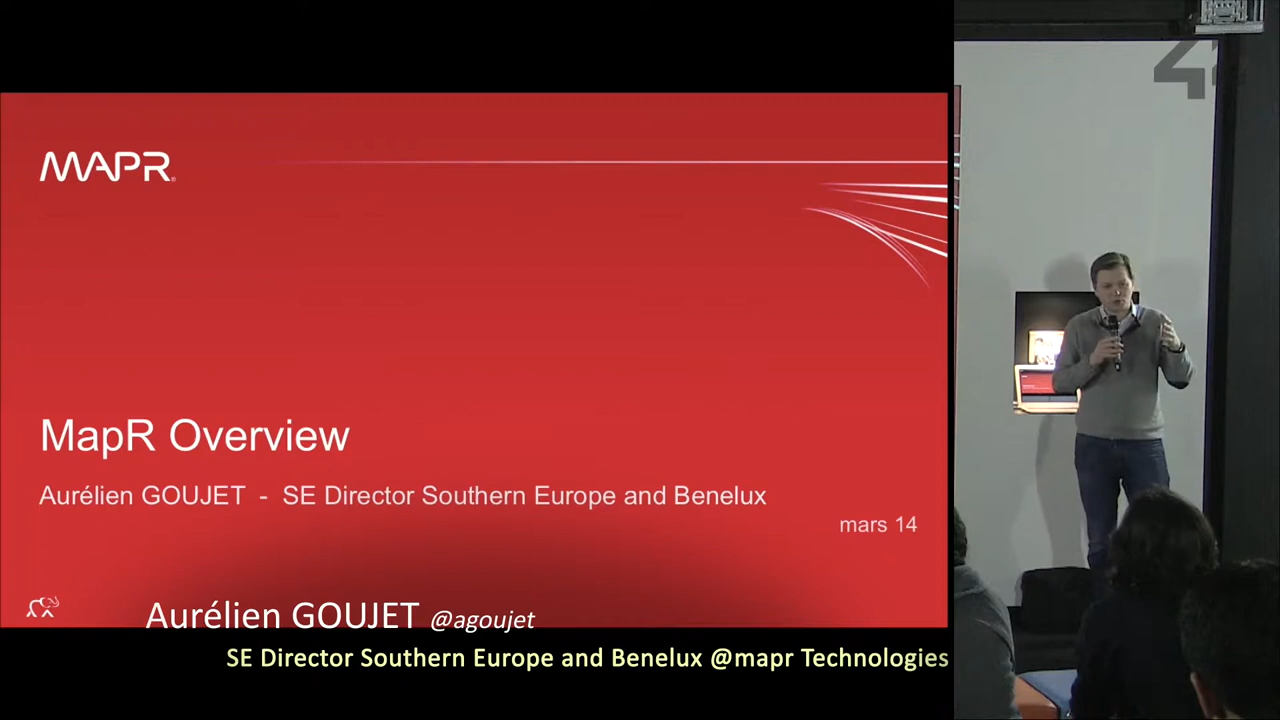 MAPR
MapR Overview
Aurélien GOUJET - SE Director Southern Europe and Benelux
mars 14
Aurélien GOUJET @agoujet
SE Director Southern Europe and Benelux @mapr Technologies
42